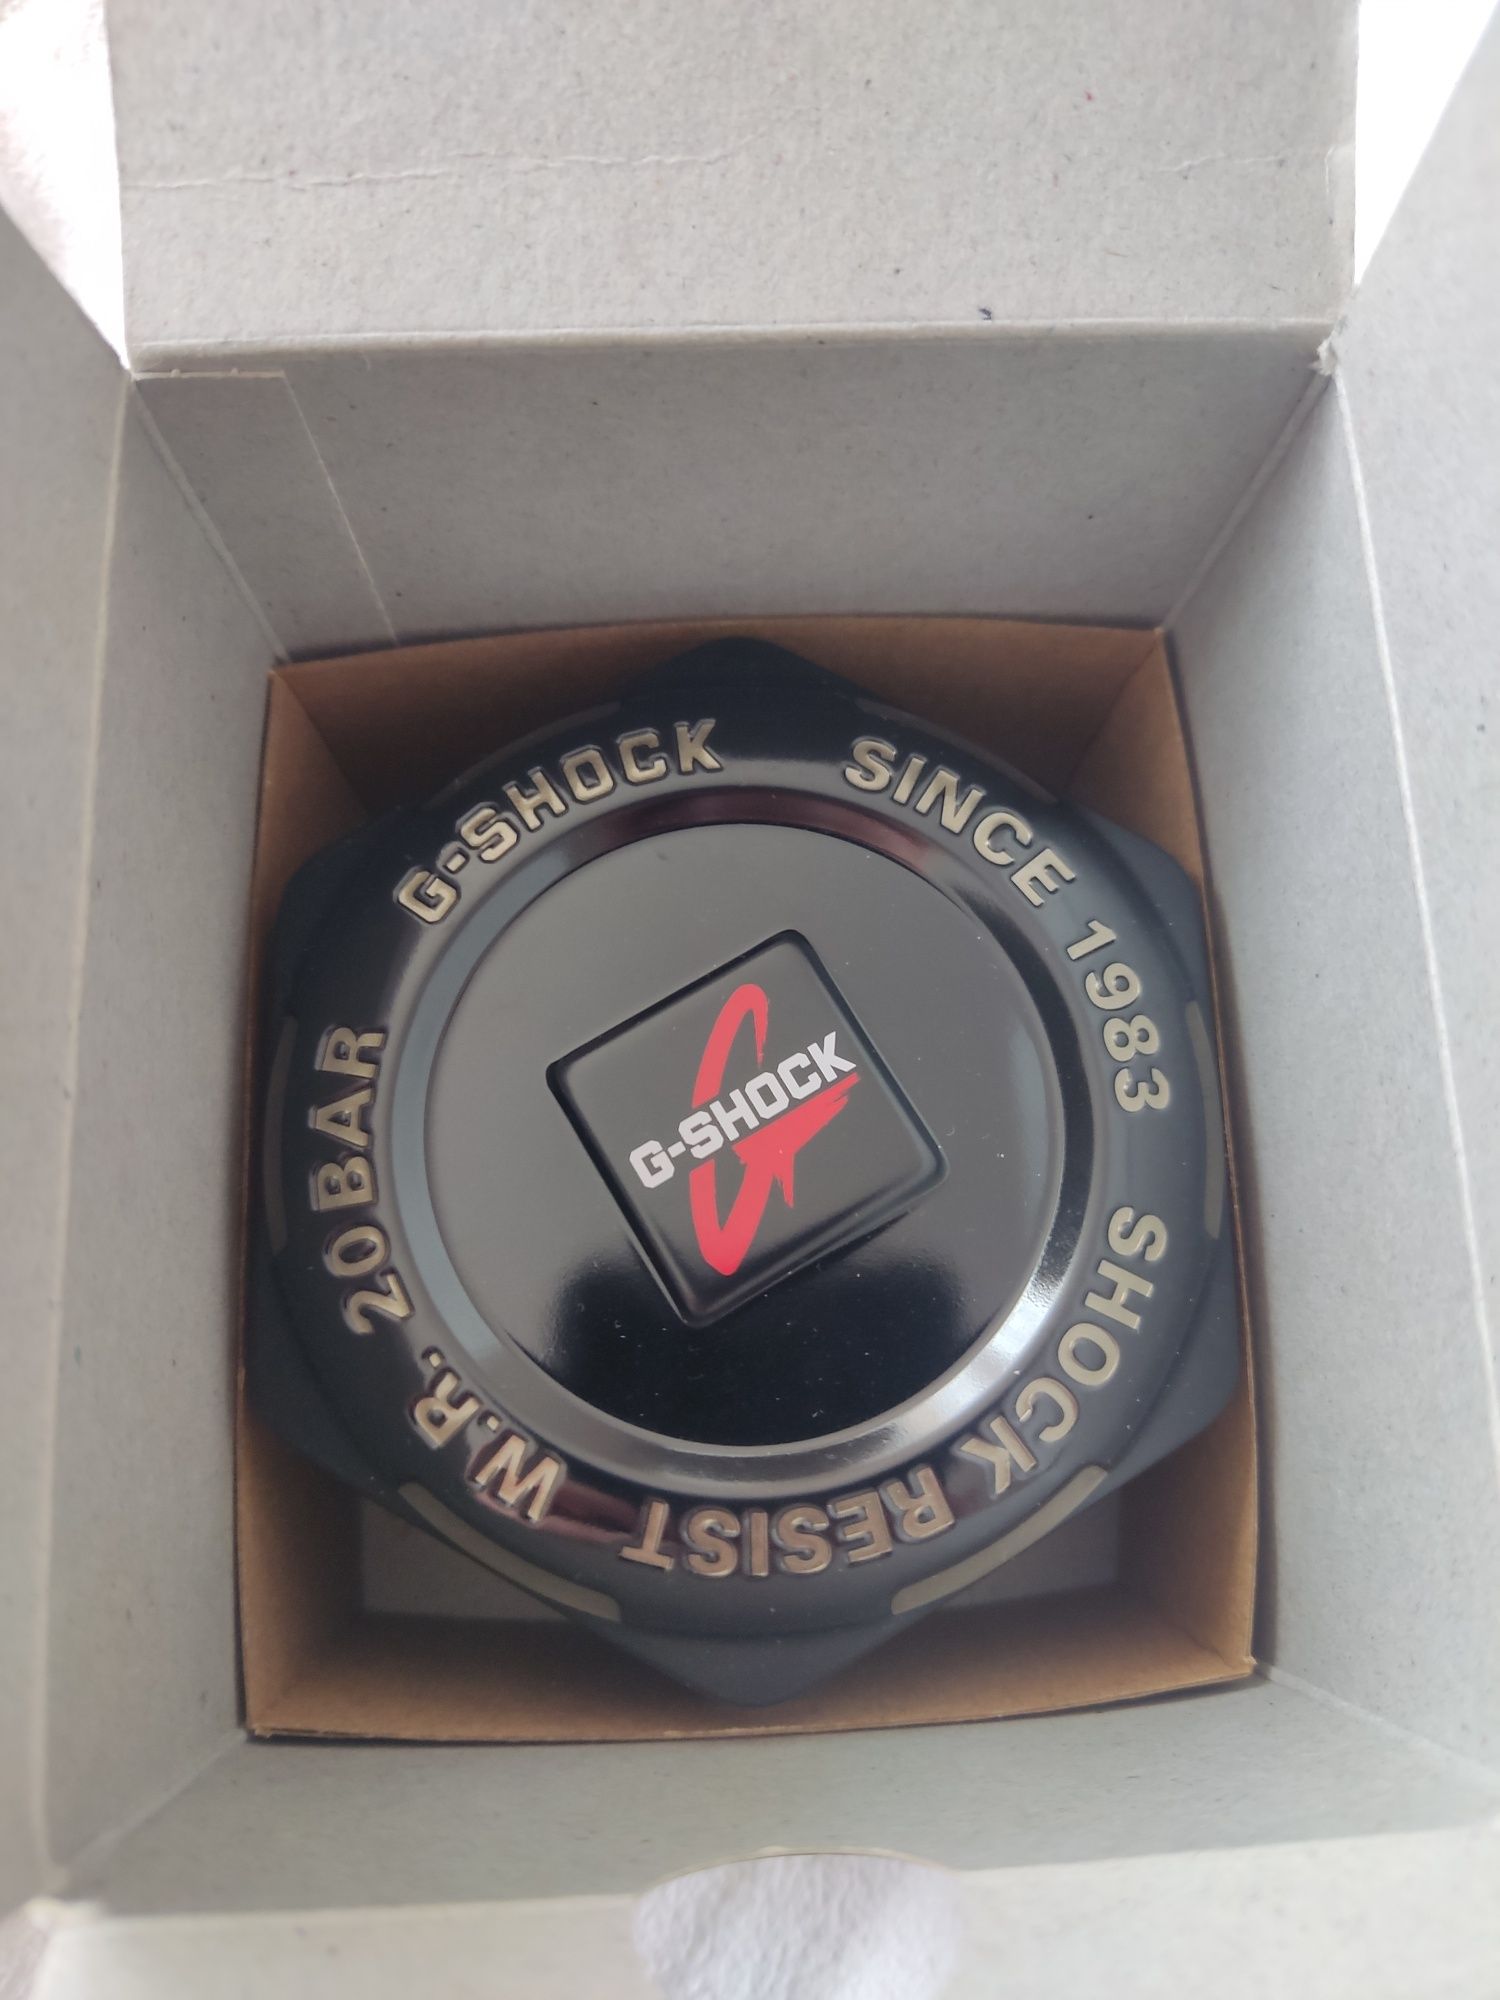 G-SHOCK
SINCE 1983
SHOCK RESIST
W.R. 20BAR
G-SHOCK